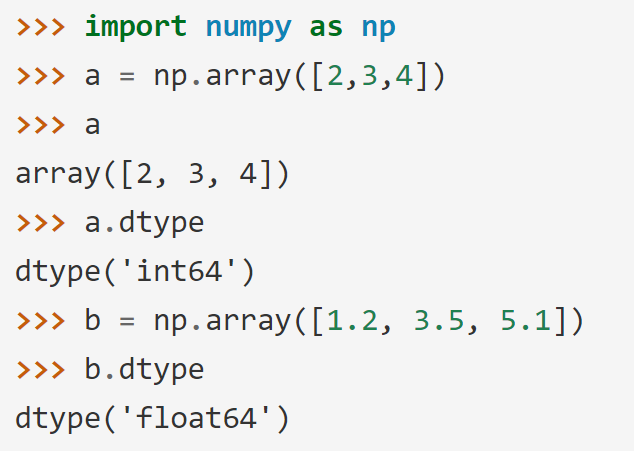 >>> import numpy as np
>>> a = np.array([2,3,4])
>>> a
array([2, 3, 4])
>>> a.dtype
dtype('int64')
>>> b = np.array([1.2, 3.5, 5.1])
>>> b.dtype
dtype('float64')